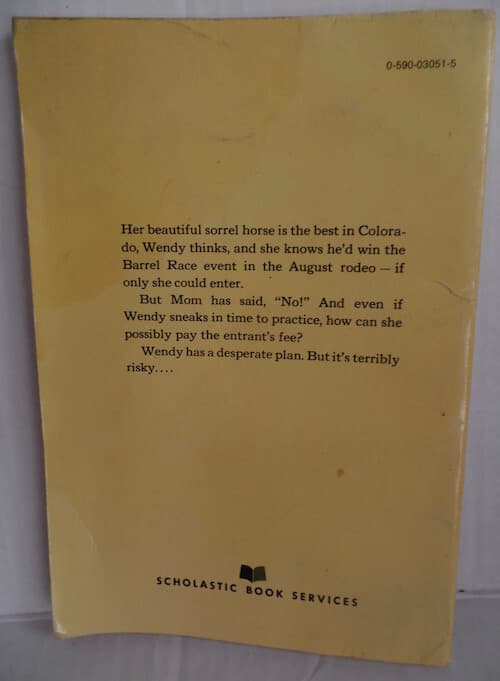 0-590-03051-5
Her beautiful sorrel horse is the best in Colora-
do, Wendy thinks, and she knows he'd win the
Barrel Race event in the August rodeo — if
only she could enter.
But Mom has said, "No!" And even if
Wendy sneaks in time to practice, how can she
possibly pay the entrant's fee?
Wendy has a desperate plan. But it's terribly
risky....
SCHOLASTIC BOOK SERVICES